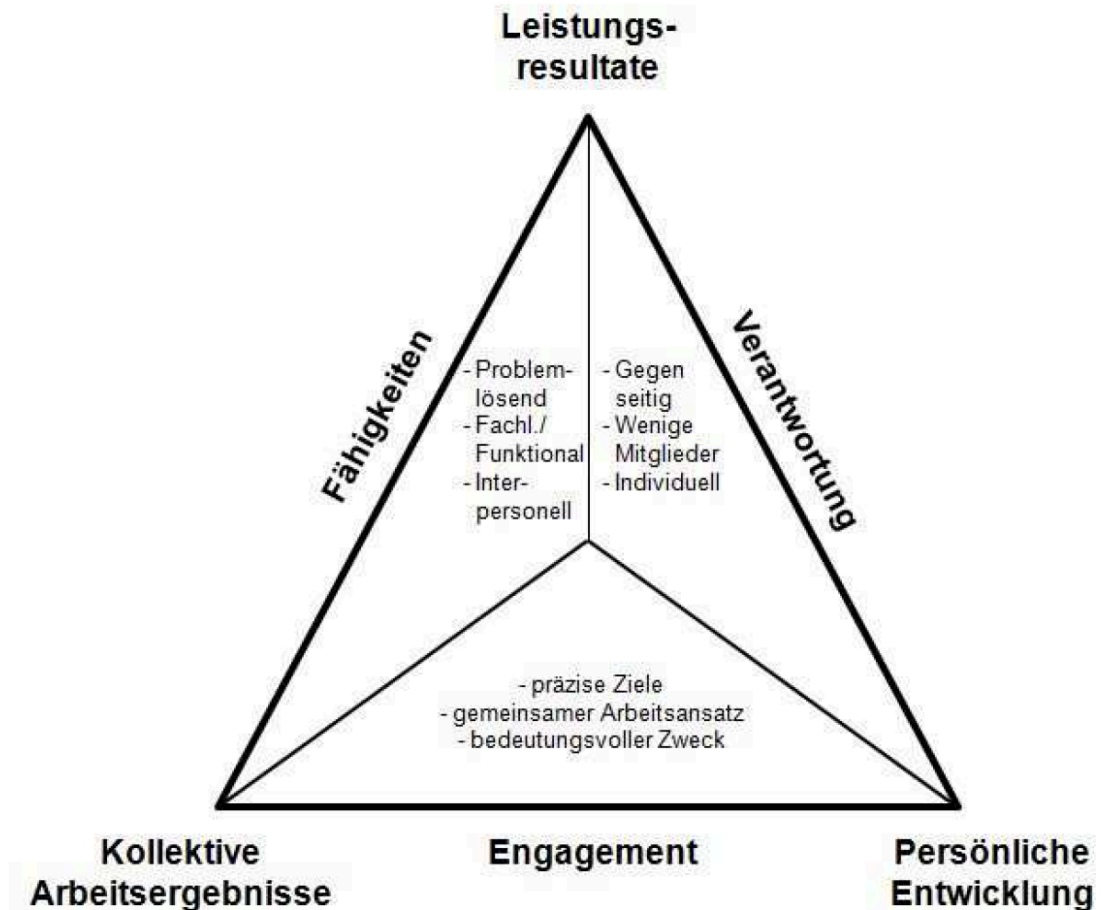 Leistungs-
resultate
Fähigkeiten
- Problem-
lösend
- Fachl./
Funktional
- Inter-
personell
- Gegen
seitig
- Wenige
Mitglieder
- Individuell
Verantwortung
- präzise Ziele
- gemeinsamer Arbeitsansatz
- bedeutungsvoller Zweck
Kollektive
Arbeitsergebnisse
Engagement
Persönliche
Entwicklung